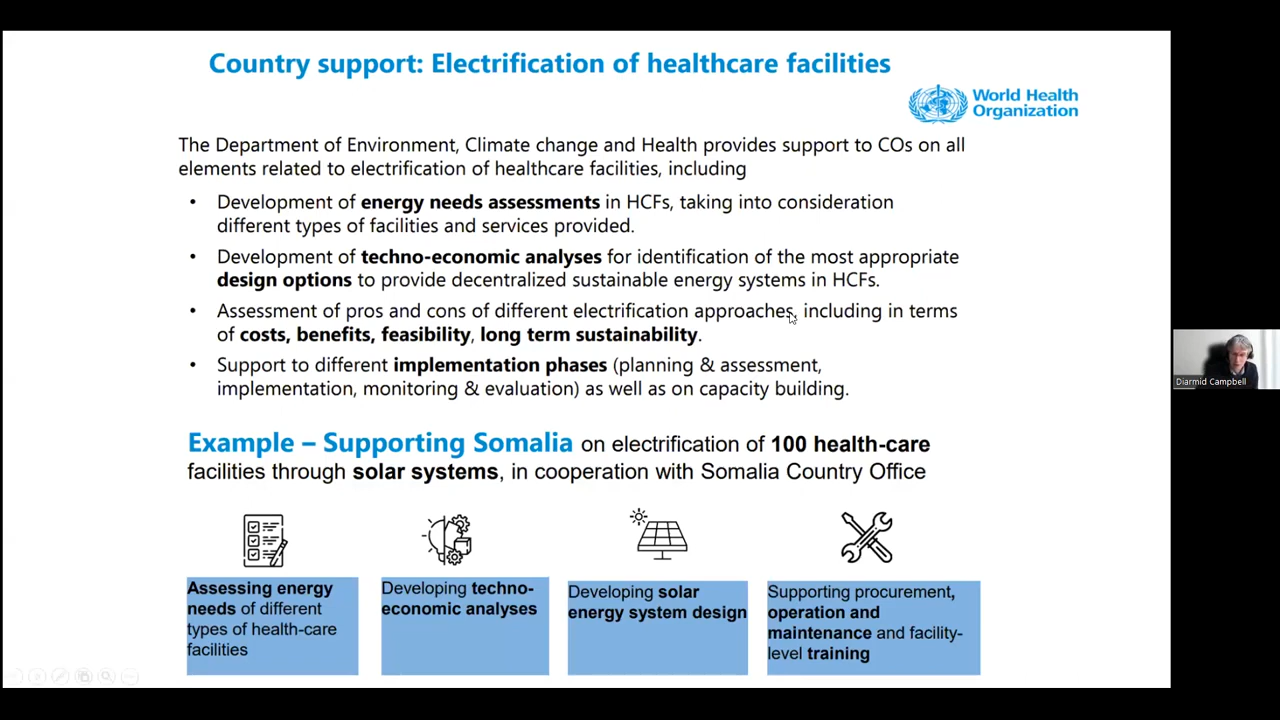 Country support: Electrification of healthcare facilities
World Health
Organization
The Department of Environment, Climate change and Health provides support to COs on all
elements related to electrification of healthcare facilities, including
• Development of energy needs assessments in HCFs, taking into consideration
different types of facilities and services provided.
• Development of techno-economic analyses for identification of the most appropriate
design options to provide decentralized sustainable energy systems in HCFs.
• Assessment of pros and cons of different electrification approaches, including in terms
of costs, benefits, feasibility, long term sustainability.
• Support to different implementation phases (planning & assessment,
implementation, monitoring & evaluation) as well as on capacity building.
Example – Supporting Somalia on electrification of 100 health-care
facilities through solar systems, in cooperation with Somalia Country Office
Assessing energy
needs of different
types of health-care
facilities
Developing techno-
economic analyses
Developing solar
energy system design
Supporting procurement,
operation and
maintenance and facility-
level training
Diarmid Campbell